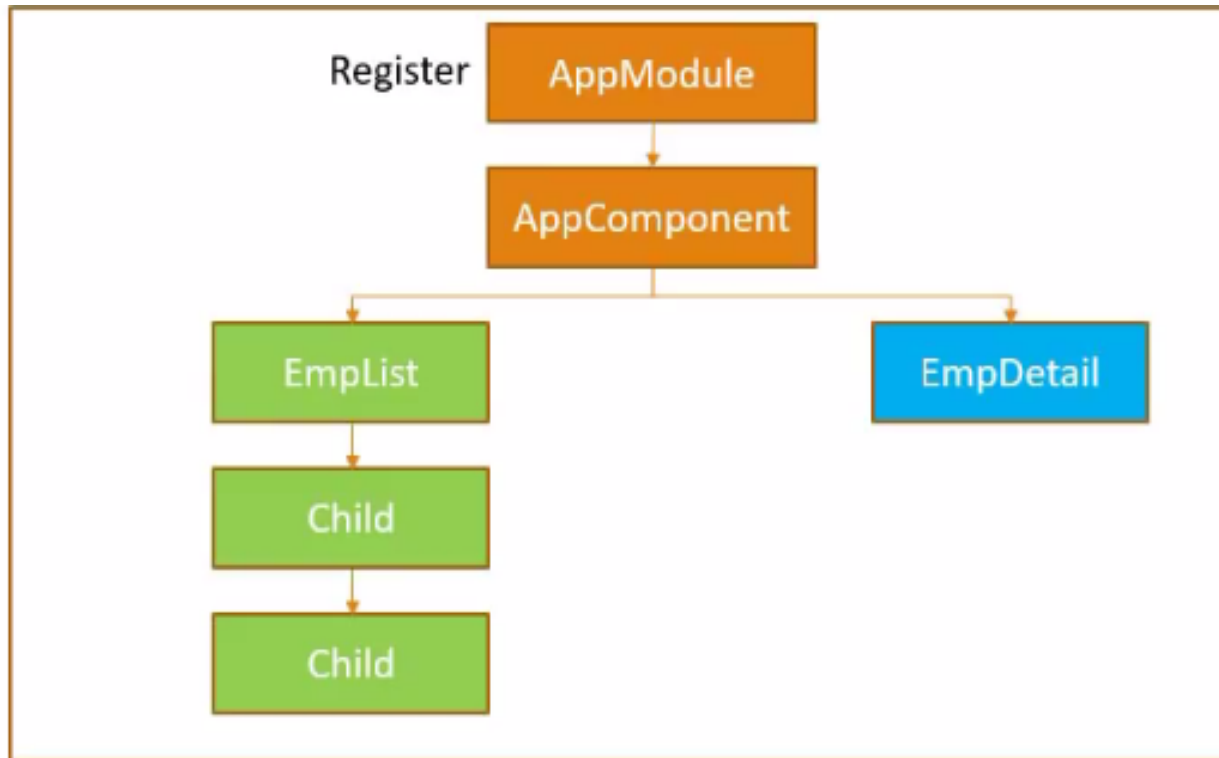 Register
AppModule
AppComponent
EmpList
EmpDetail
Child
Child